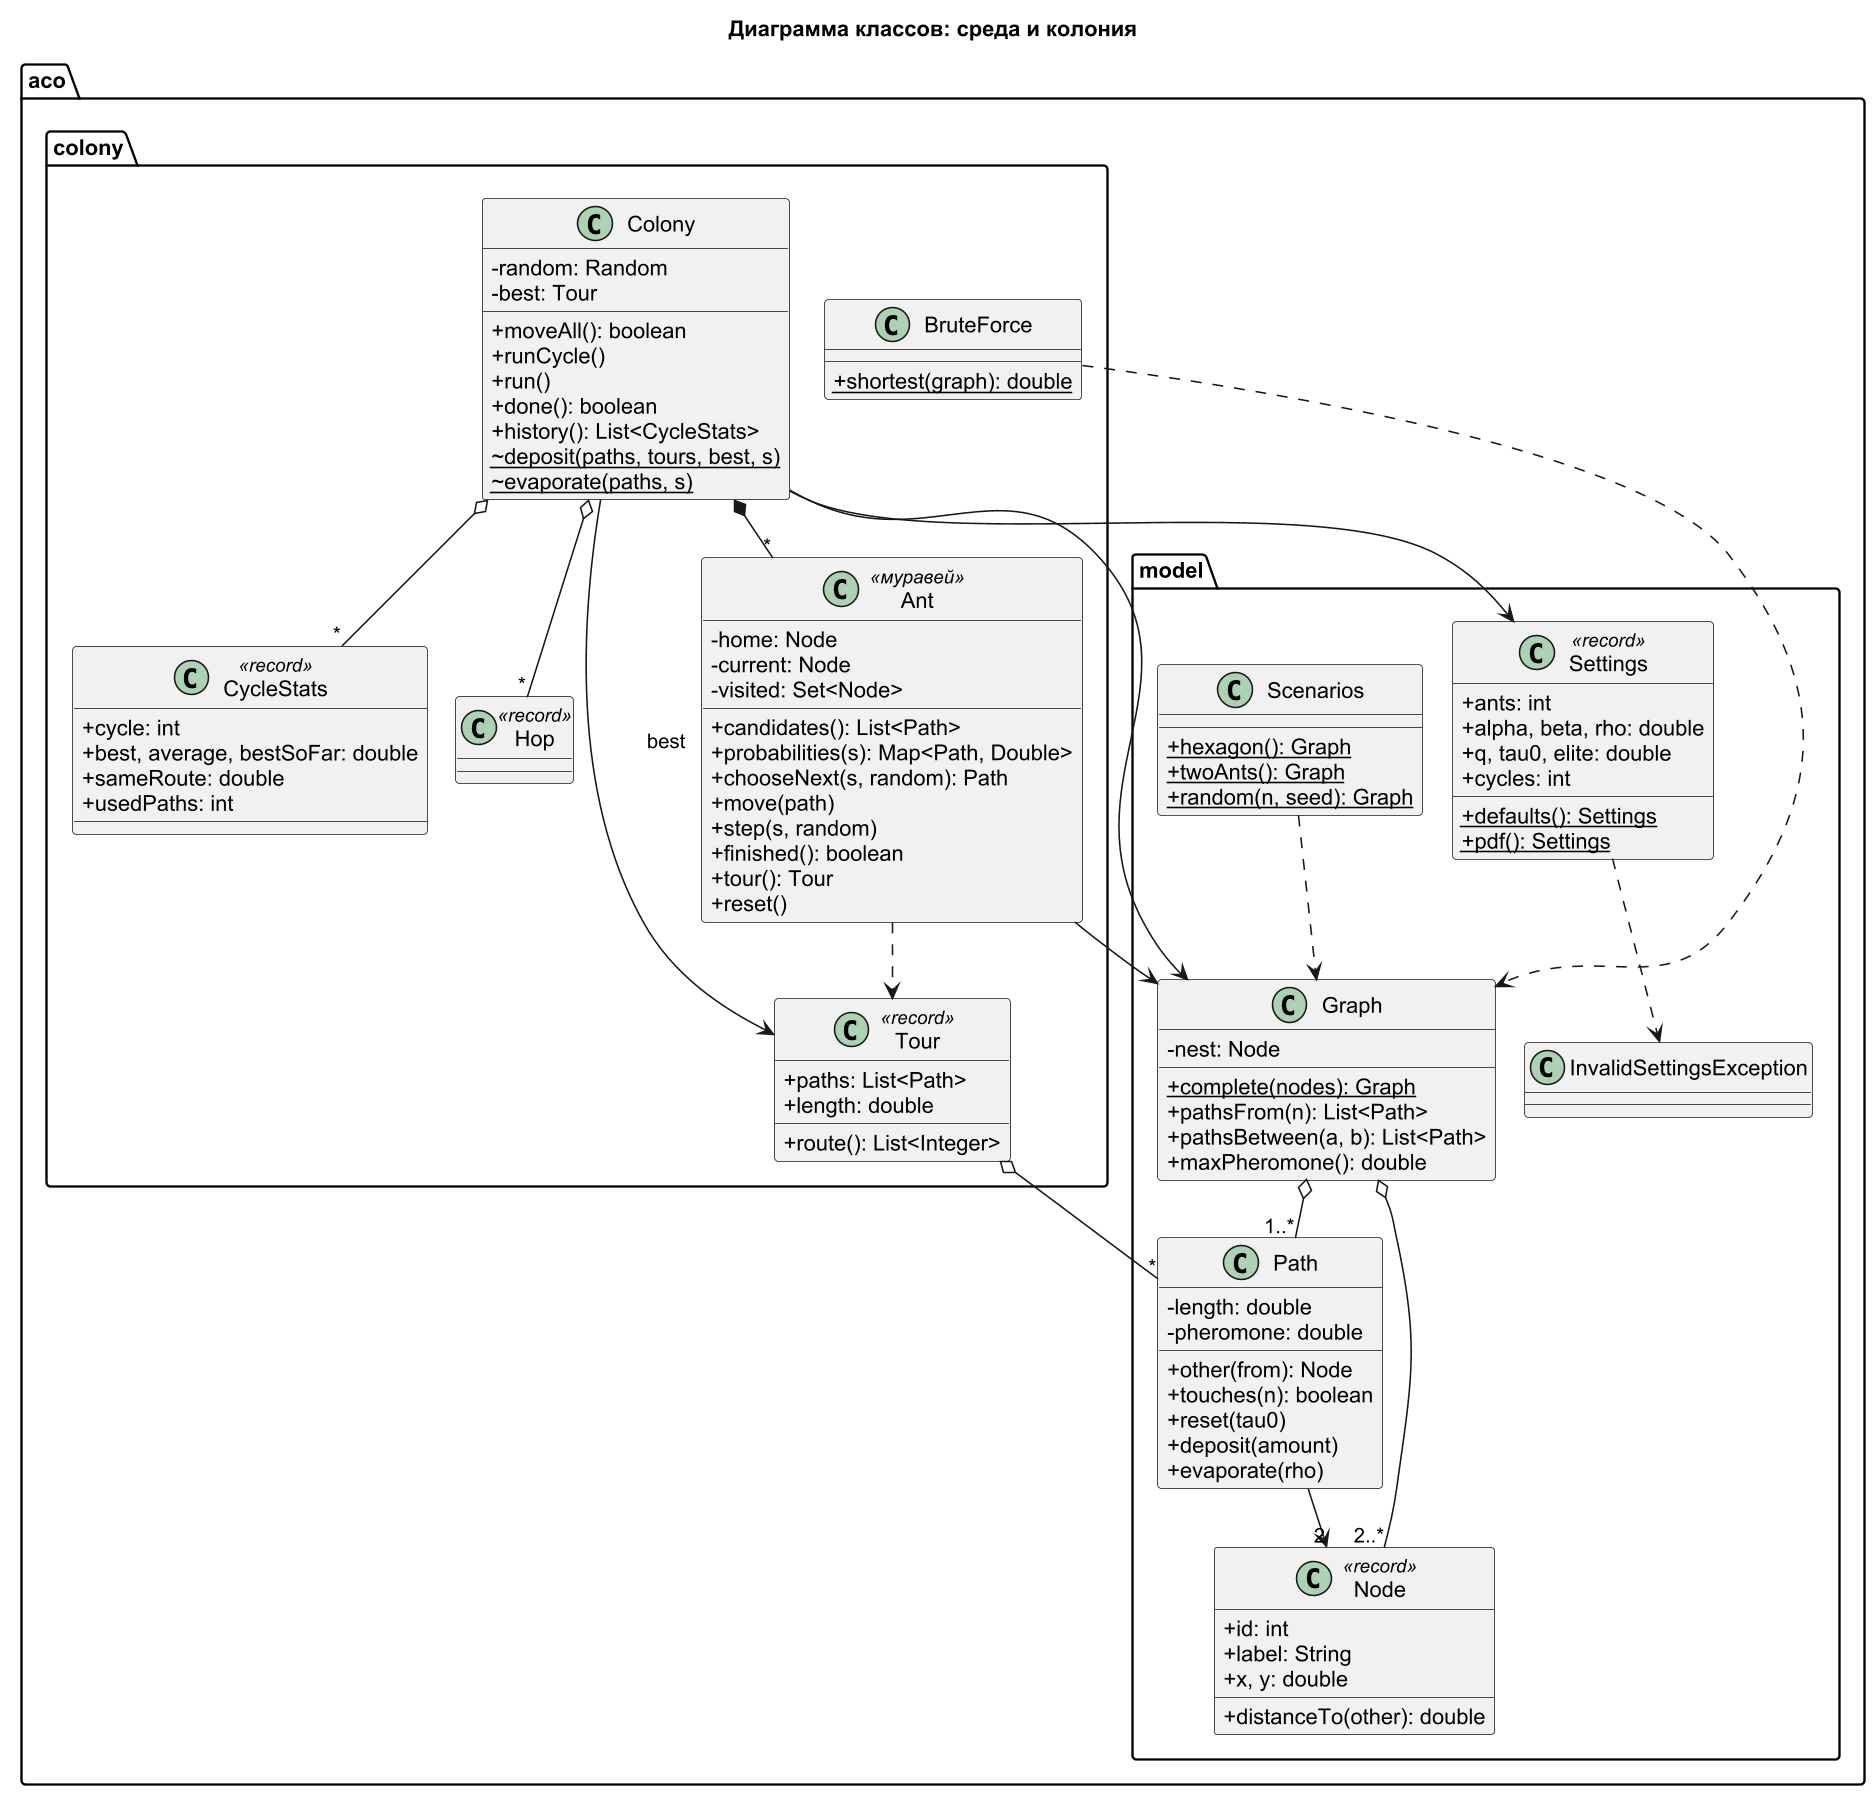 Диаграмма классов: среда и колония
aco
colony
C Colony
-random: Random
-best: Tour
+moveAll(): boolean
+runCycle()
+run()
+done(): boolean
+history(): List<CycleStats>
~deposit(paths, tours, best, s)
~evaporate(paths, s)
C BruteForce
+shortest(graph): double
*
*
*
best
C «record»
CycleStats
+cycle: int
+best, average, bestSoFar: double
+sameRoute: double
+usedPaths: int
C «record»
Hop
C «муравей»
Ant
-home: Node
-current: Node
-visited: Set<Node>
+candidates(): List<Path>
+probabilities(s): Map<Path, Double>
+chooseNext(s, random): Path
+move(path)
+step(s, random)
+finished(): boolean
+tour(): Tour
+reset()
C «record»
Tour
+paths: List<Path>
+length: double
+route(): List<Integer>
model
C Scenarios
+hexagon(): Graph
+twoAnts(): Graph
+random(n, seed): Graph
C «record»
Settings
+ants: int
+alpha, beta, rho: double
+q, tau0, elite: double
+cycles: int
+defaults(): Settings
+pdf(): Settings
C Graph
-nest: Node
+complete(nodes): Graph
+pathsFrom(n): List<Path>
+pathsBetween(a, b): List<Path>
+maxPheromone(): double
C InvalidSettingsException
1..*
*
C Path
-length: double
-pheromone: double
+other(from): Node
+touches(n): boolean
+reset(tau0)
+deposit(amount)
+evaporate(rho)
2
2..*
C «record»
Node
+id: int
+label: String
+x, y: double
+distanceTo(other): double